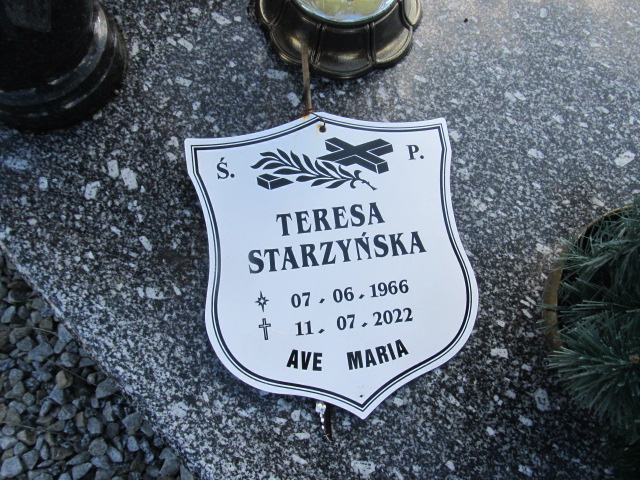 Ś. P.
TERESA
STARZYŃSKA
07. 06. 1966
11. 07. 2022
AVE MARIA